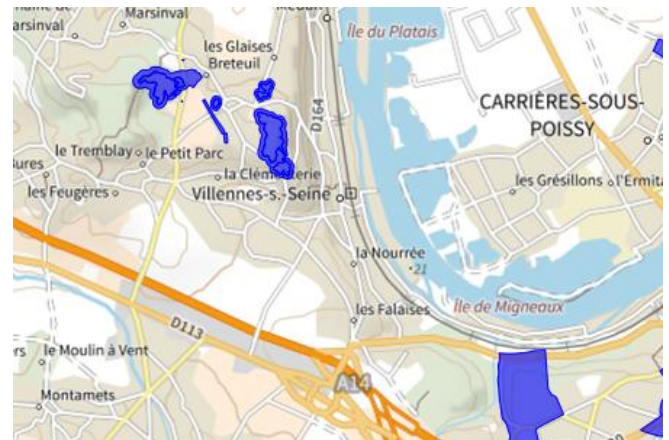 Marsinval
arsinval
les Glaises
Breteuil
Île du Platais
D164
CARRIÈRES-SOUS-
POISSY
le Tremblay
le Petit Parc
la Clémenterie
les Feugères
Villennes-s.-Seine
les Grésillons
l'Ermita
la Nourrée
21
Île de Migneaux
les Falaises
D113
le Moulin à Vent
A14
Montamets